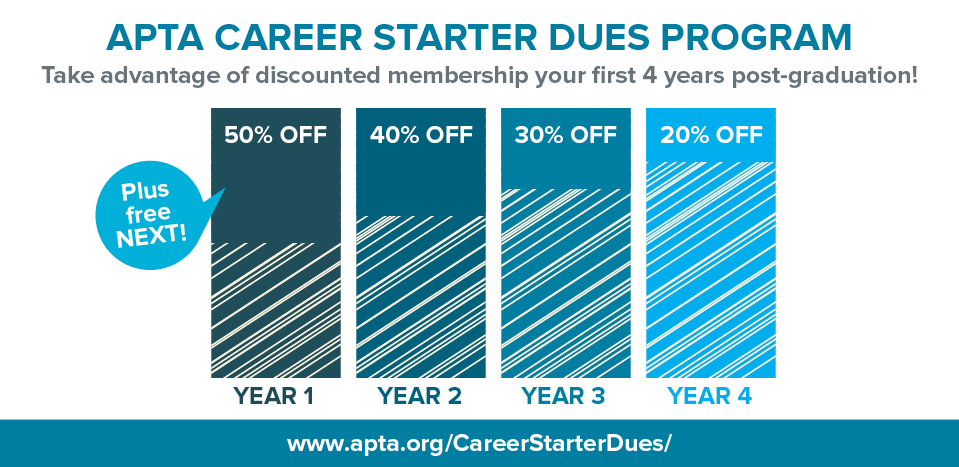 APTA CAREER STARTER DUES PROGRAM
Take advantage of discounted membership your first 4 years post-graduation!
50% OFF
40% OFF
30% OFF
20% OFF
Plus
free
NEXT!
YEAR 1
YEAR 2
YEAR 3
YEAR 4
www.apta.org/CareerStarterDues/